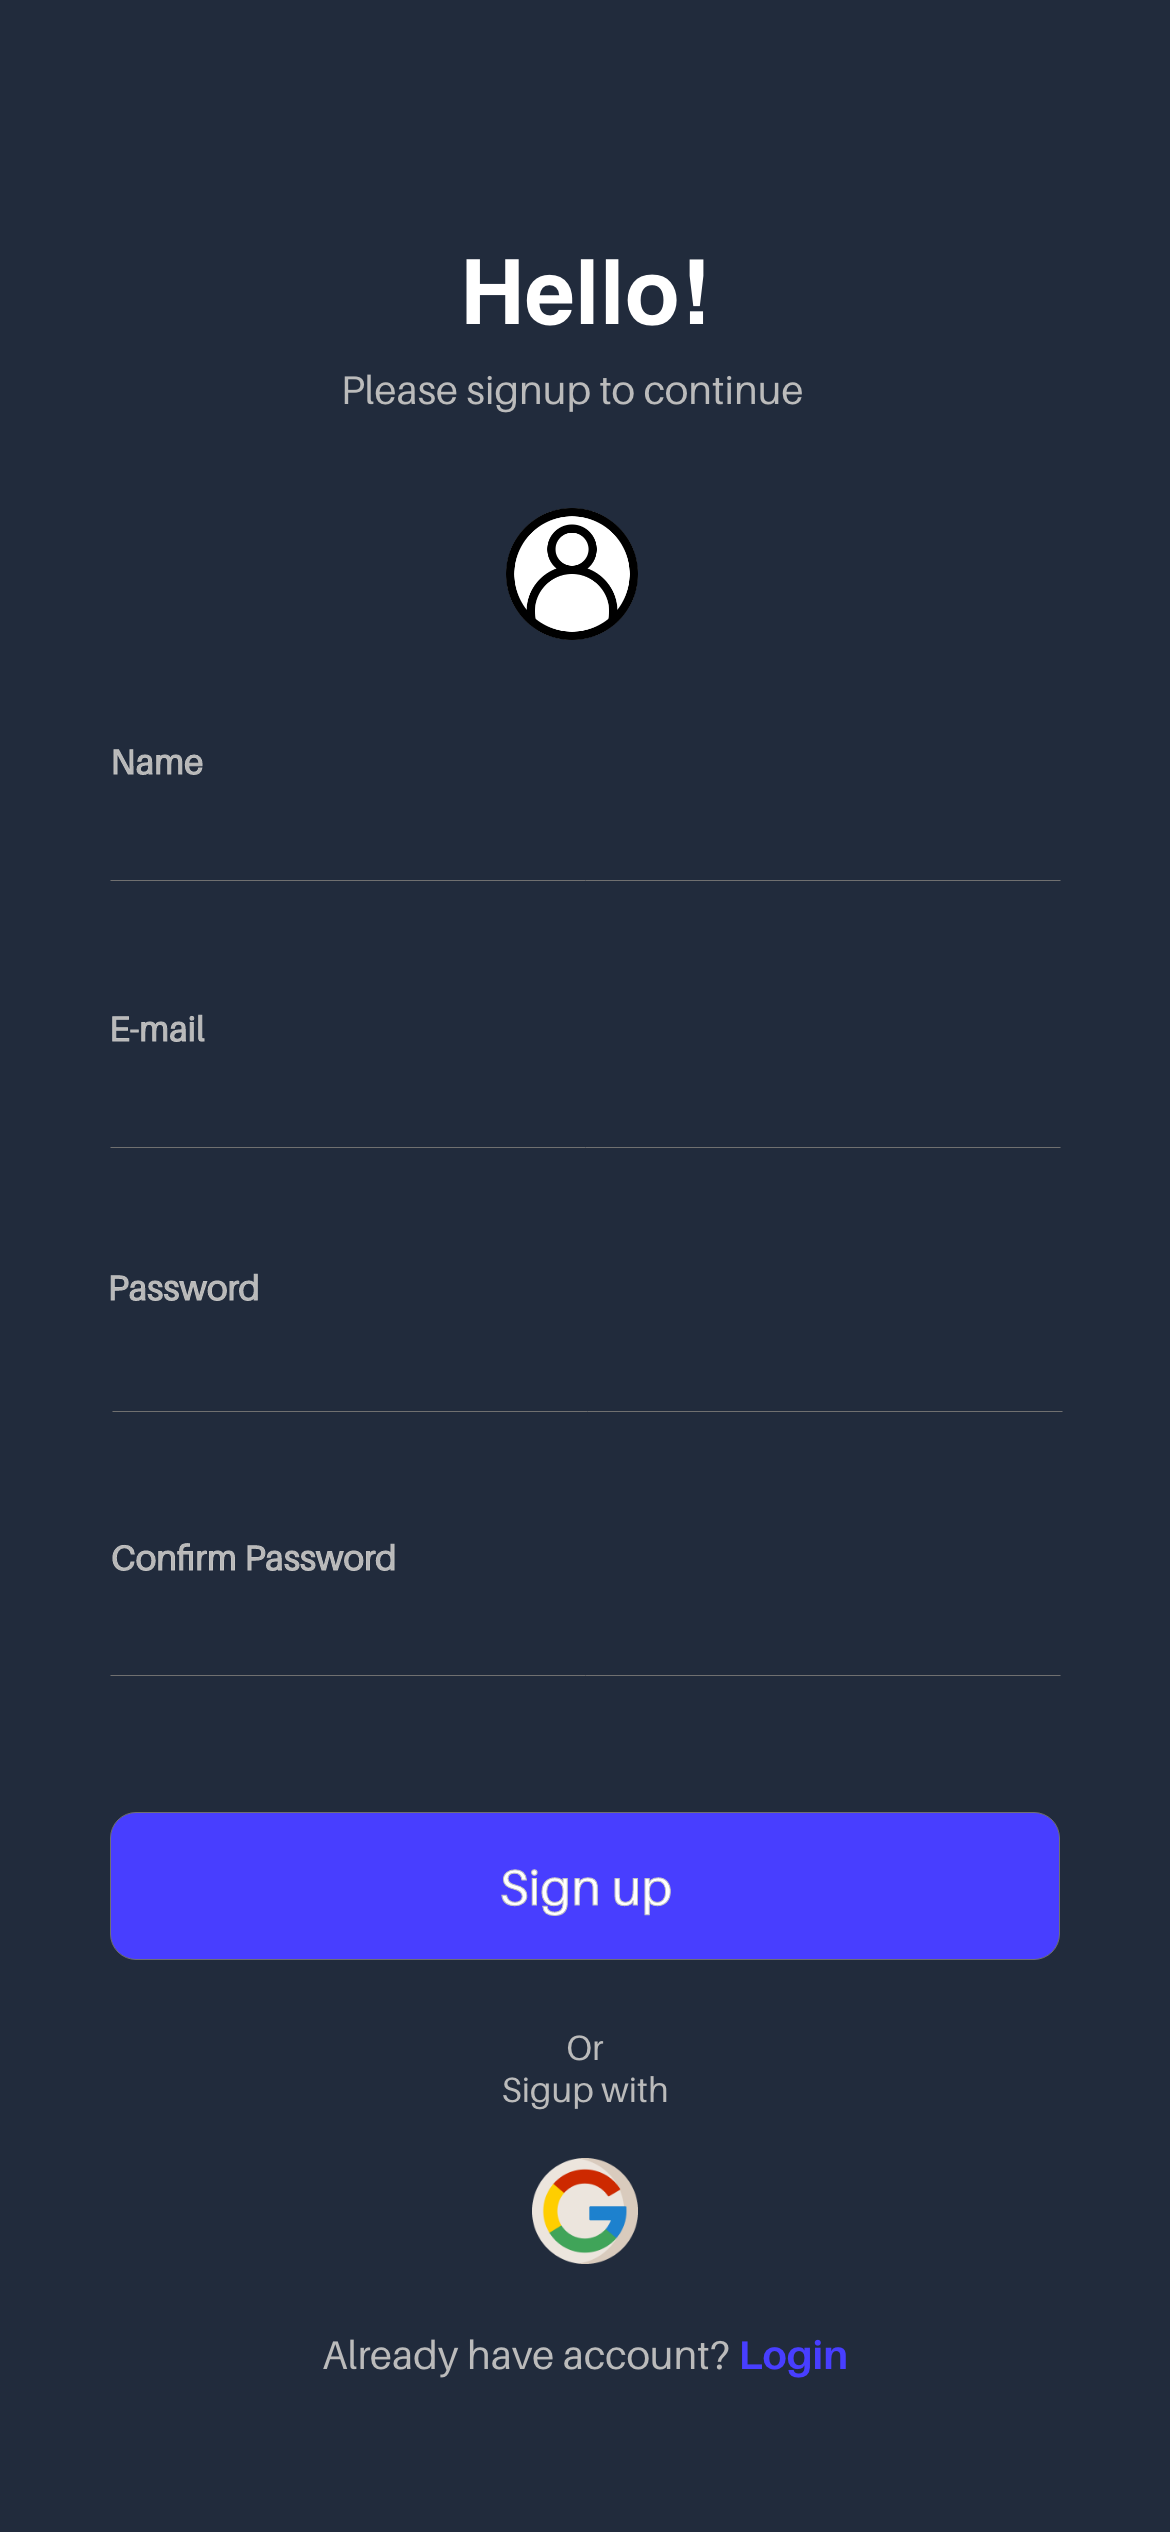 Hello!
Please signup to continue
Name
E-mail
Password
Confirm Password
Sign up
Or
Sigup with
Already have account? Login